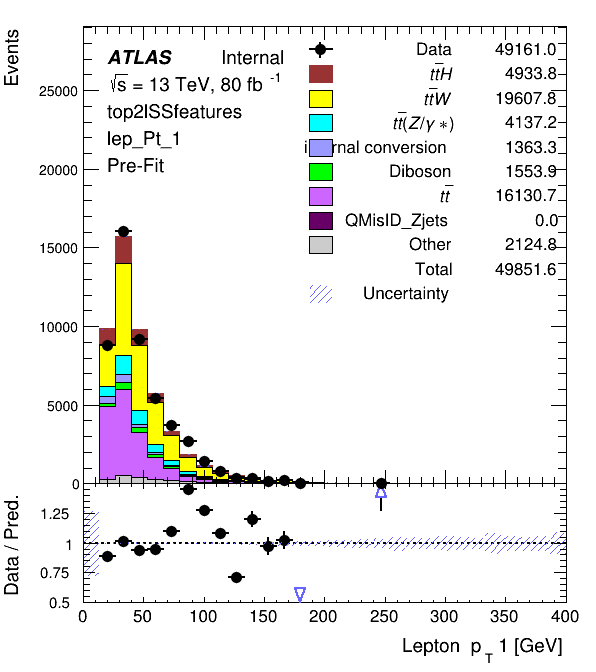 Events
ATLAS Internal
√s = 13 TeV, 80 fb⁻¹
top2lSSfeatures
lep_Pt_1
Pre-Fit
Data 49161.0
tt̅H 4933.8
tt̅W 19607.8
tt̅(Z/γ *) 4137.2
internal conversion 1363.3
Diboson 1553.9
tt̅ 16130.7
QMisID_Zjets 0.0
Other 2124.8
Total 49851.6
Uncertainty
25000
20000
15000
10000
5000
0
Data / Pred.
1.25
1
0.75
0.5
0 50 100 150 200 250 300 350 400
Lepton p_T 1 [GeV]